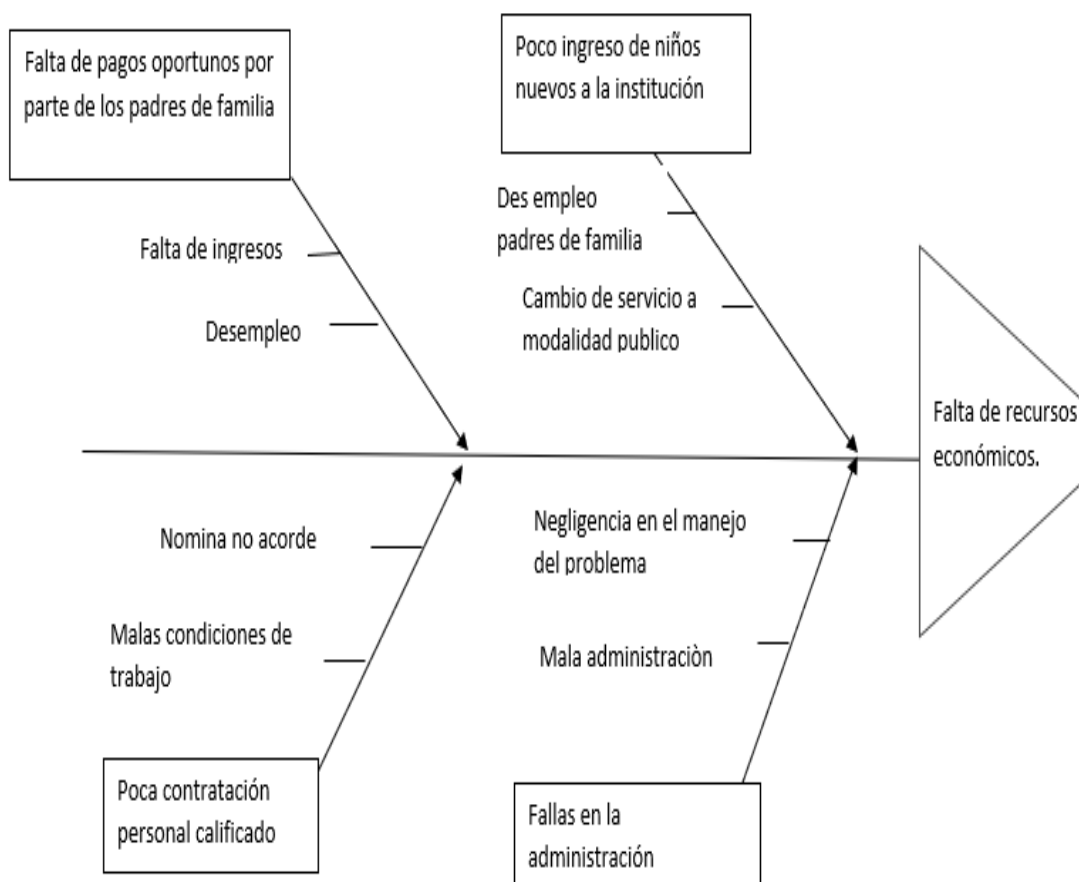 Falta de pagos oportunos por
parte de los padres de familia
Poco ingreso de niños
nuevos a la institución
Falta de ingresos
Desempleo
Des empleo
padres de familia
Cambio de servicio a
modalidad publico
Falta de recursos
económicos.
Nomina no acorde
Malas condiciones de
trabajo
Negligencia en el manejo
del problema
Mala administraciòn
Poca contratación
personal calificado
Fallas en la
administración